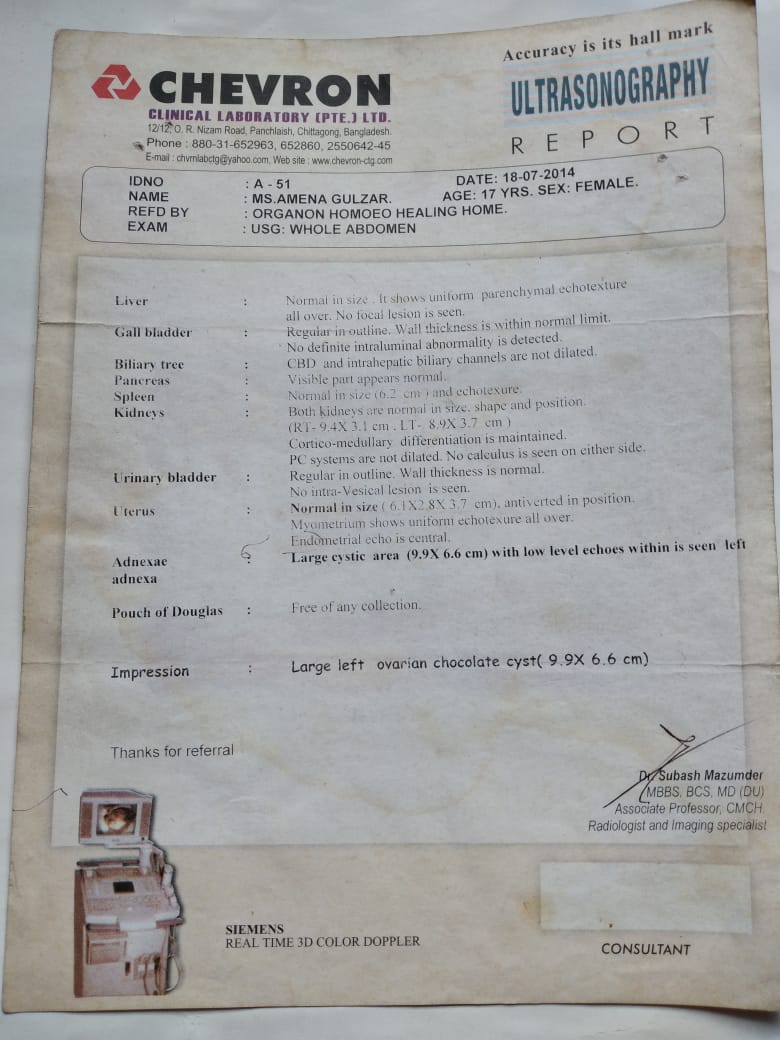 Accuracy is its hall mark
CHEVRON
CLINICAL LABORATORY (PTE.) LTD.
12/12, O. R. Nizam Road, Panchlaish, Chittagong, Bangladesh.
Phone : 880-31-652963, 652860, 2550642-45
E-mail : chvrnlabctg@yahoo.com, Web site : www.chevron-ctg.com
ULTRASONOGRAPHY
REPORT
IDNO : A - 51 DATE: 18-07-2014
NAME : MS.AMENA GULZAR. AGE: 17 YRS. SEX: FEMALE.
REFD BY : ORGANON HOMOEO HEALING HOME.
EXAM : USG: WHOLE ABDOMEN
Liver : Normal in size . It shows uniform parenchymal echotexture
all over. No focal lesion is seen.
Gall bladder : Regular in outline. Wall thickness is within normal limit.
No definite intraluminal abnormality is detected.
Biliary tree : CBD and intrahepatic biliary channels are not dilated.
Pancreas : Visible part appears normal.
Spleen : Normal in size (6.2 cm ) and echotexure.
Kidneys : Both kidneys are normal in size, shape and position.
(RT- 9.4X 3.1 cm , LT- 8.9X 3.7 cm )
Cortico-medullary differentiation is maintained.
PC systems are not dilated. No calculus is seen on either side.
Urinary bladder : Regular in outline. Wall thickness is normal.
No intra-Vesical lesion is seen.
Uterus : Normal in size ( 6.1X2.8X 3.7 cm), antiverted in position.
Myometrium shows uniform echotexure all over.
Endometrial echo is central.
Adnexae : Large cystic area (9.9X 6.6 cm) with low level echoes within is seen left
adnexa
Pouch of Douglas : Free of any collection.
Impression : Large left ovarian chocolate cyst( 9.9X 6.6 cm)
Thanks for referral
Dr. Subash Mazumder
MBBS, BCS, MD (DU)
Associate Professor, CMCH.
Radiologist and Imaging specialist
SIEMENS
REAL TIME 3D COLOR DOPPLER
CONSULTANT